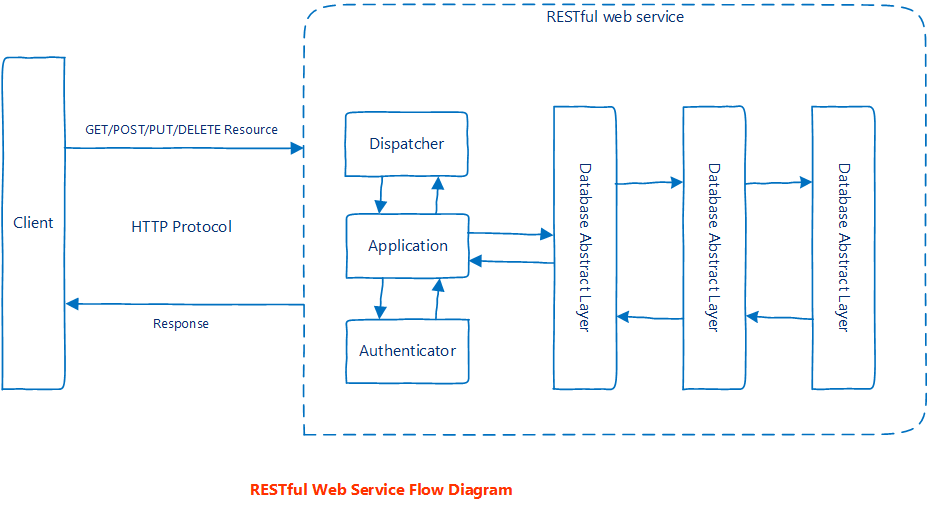 RESTful web service
GET/POST/PUT/DELETE Resource
Dispatcher
Client
HTTP Protocol
Application
Database Abstract Layer
Database Abstract Layer
Database Abstract Layer
Response
Authenticator
RESTful Web Service Flow Diagram